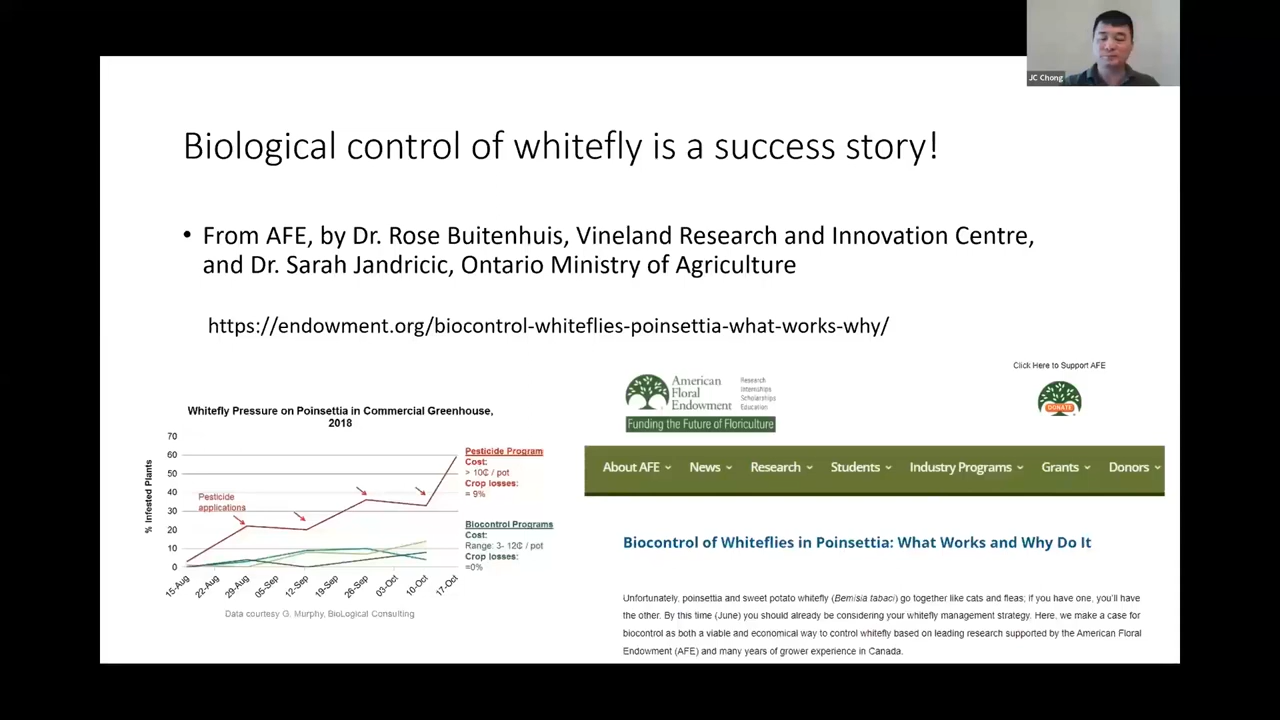 JC Chong
Biological control of whitefly is a success story!
• From AFE, by Dr. Rose Buitenhuis, Vineland Research and Innovation Centre,
and Dr. Sarah Jandricic, Ontario Ministry of Agriculture
https://endowment.org/biocontrol-whiteflies-poinsettia-what-works-why/
Whitefly Pressure on Poinsettia in Commercial Greenhouse,
2018
% Infested Plants
70
60
50
40
30
20
10
0
15-Aug
22-Aug
29-Aug
05-Sep
12-Sep
19-Sep
26-Sep
03-Oct
10-Oct
17-Oct
Pesticide
applications
Pesticide Program
Cost:
> 10₵ / pot
Crop losses:
= 9%
Biocontrol Programs
Cost:
Range: 3- 12₵ / pot
Crop losses:
=0%
Data courtesy G. Murphy, BioLogical Consulting
Click Here to Support AFE
American
Floral
Endowment
Research
Internships
Scholarships
Education
Funding the Future of Floriculture
DONATE
About AFE News Research Students Industry Programs Grants Donors
Biocontrol of Whiteflies in Poinsettia: What Works and Why Do It
Unfortunately, poinsettia and sweet potato whitefly (Bemisia tabaci) go together like cats and fleas; if you have one, you'll have
the other. By this time (June) you should already be considering your whitefly management strategy. Here, we make a case for
biocontrol as both a viable and economical way to control whitefly based on leading research supported by the American Floral
Endowment (AFE) and many years of grower experience in Canada.